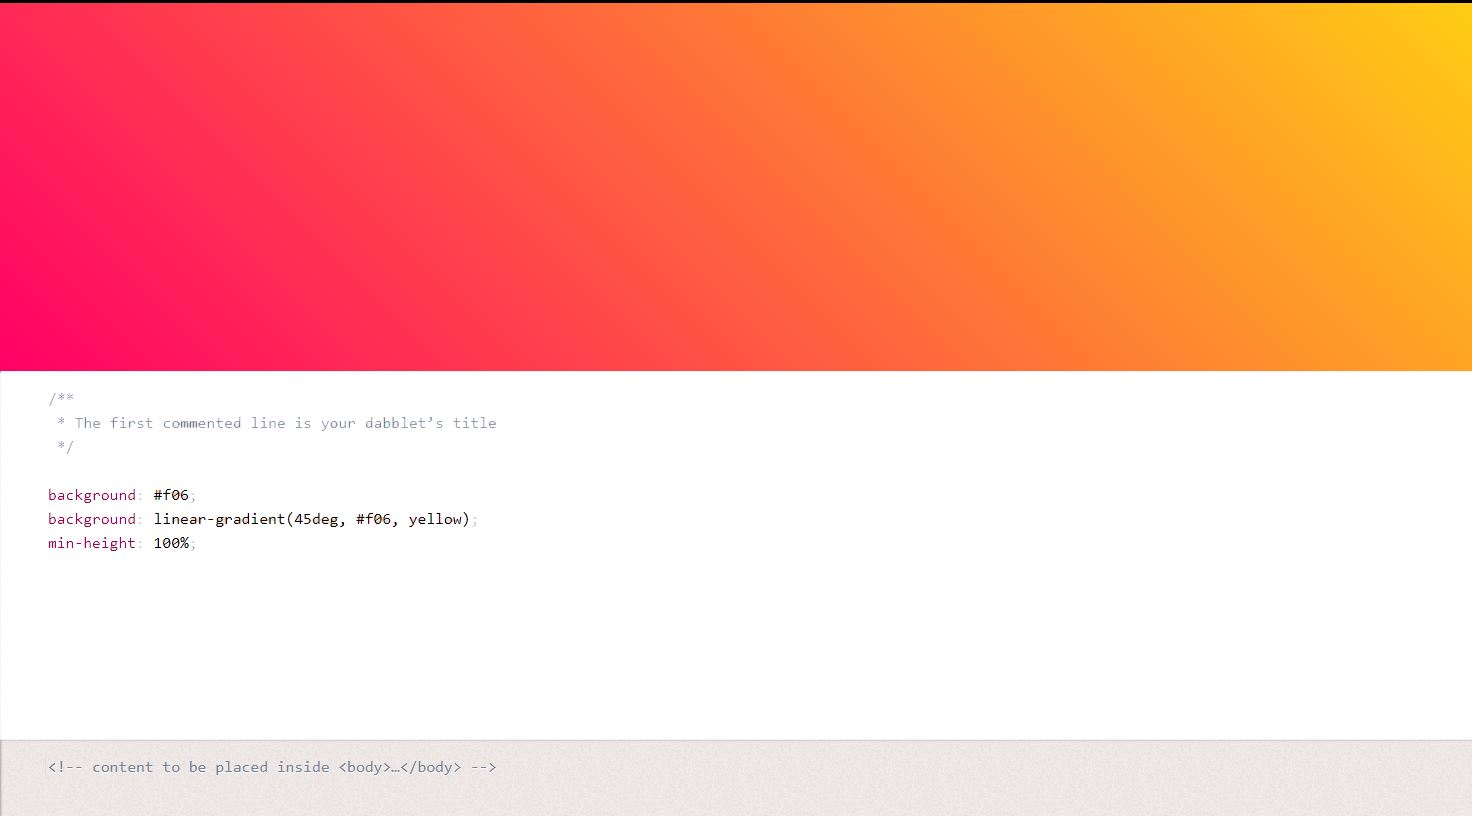 /**
 * The first commented line is your dabblet’s title
 */
background: #f06;
background: linear-gradient(45deg, #f06, yellow);
min-height: 100%;
<!-- content to be placed inside <body>…</body> -->